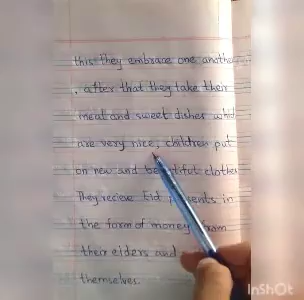 this they embrace one another
, after that they take their
meal and sweet dishes which
are very nice, children put
on new and beautiful clothes
They recieve Eid presents in
the form of money from
their elders and
themselves.
InShOt